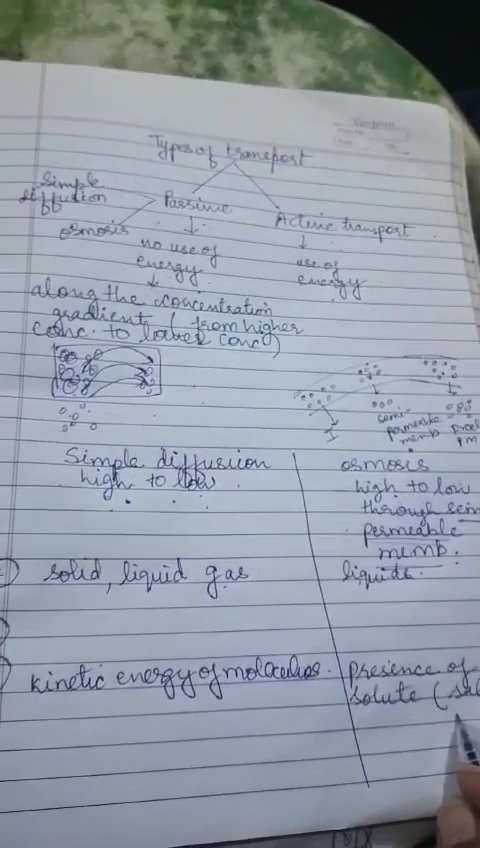 Types of transport
Simple
diffusion
Passive
Active transport
osmosis
no use of
energy
use of
energy
along the concentration
gradient (from higher
conc. to lower conc)
semi-
permeable
memb
Simple diffusion
high to low
osmosis
high to low
through sem
permeable
memb.
solid, liquid gas
liquids.
kinetic energy of molecules.
presence of
solute (